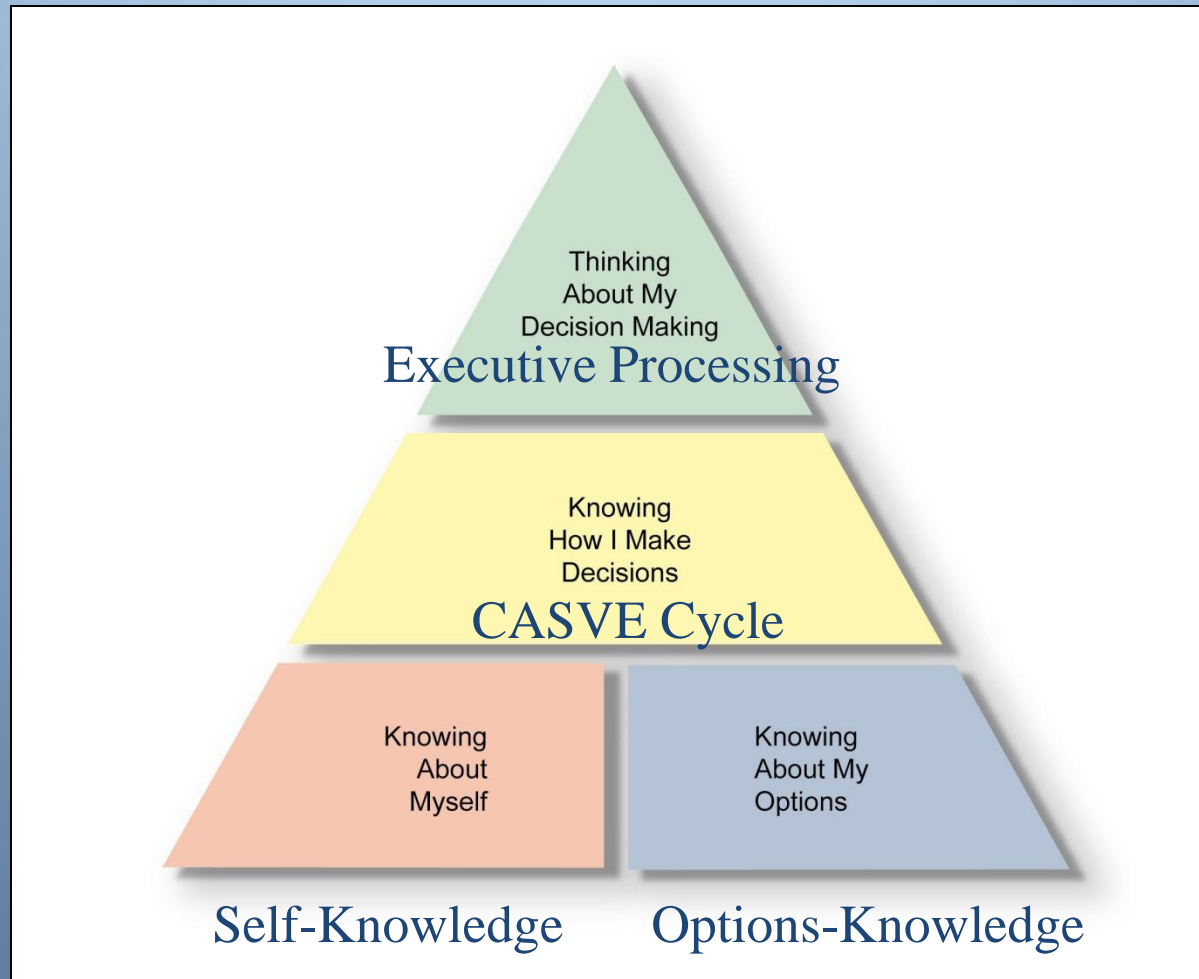 Thinking
About My
Decision Making
Executive Processing
Knowing
How I Make
Decisions
CASVE Cycle
Knowing
About
Myself
Knowing
About My
Options
Self-Knowledge
Options-Knowledge